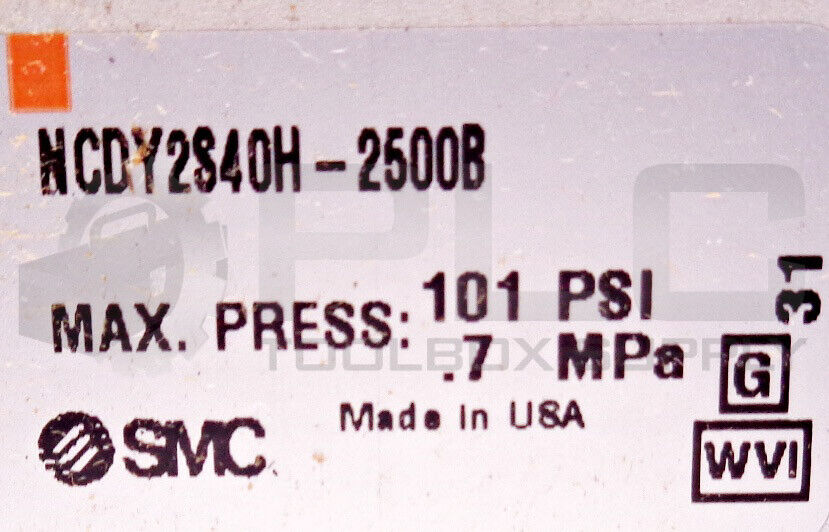 NCDY2S40H-2500B
MAX. PRESS: 101 PSI
.7 MPa
31
G
Made in USA
SMC
WVI
PLC
TOOLBOX SUPPLY